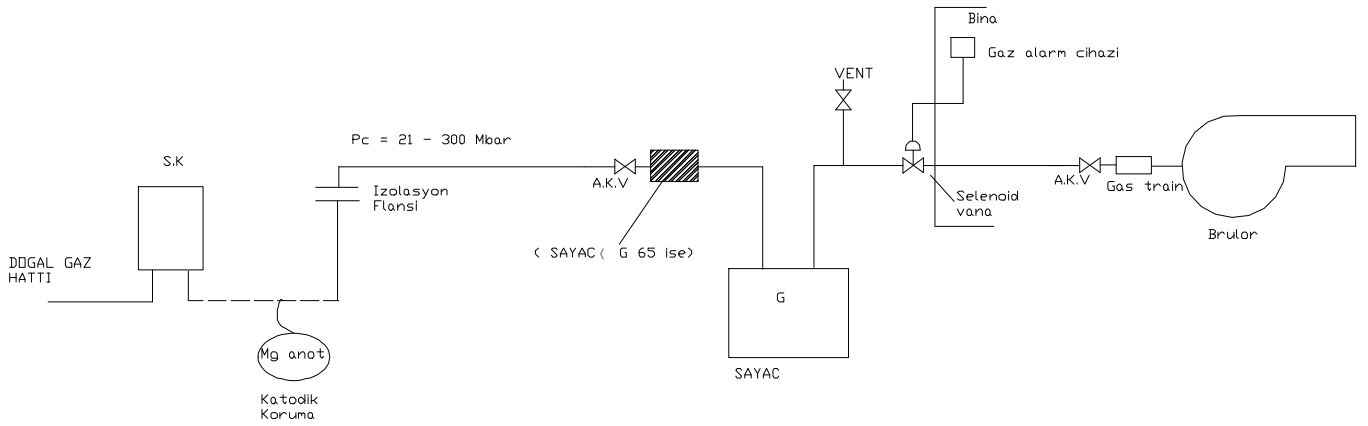 Bina
Gaz alarm cihazi
VENT
Pc = 21 - 300 Mbar
S.K
A.K.V
Izolasyon
Flansi
A.K.V
Gas train
Selenoid
vana
Brulor
( SAYAC ( G 65 ise)
DOGAL GAZ
HATTI
G
Mg anot
SAYAC
Katodik
Koruma